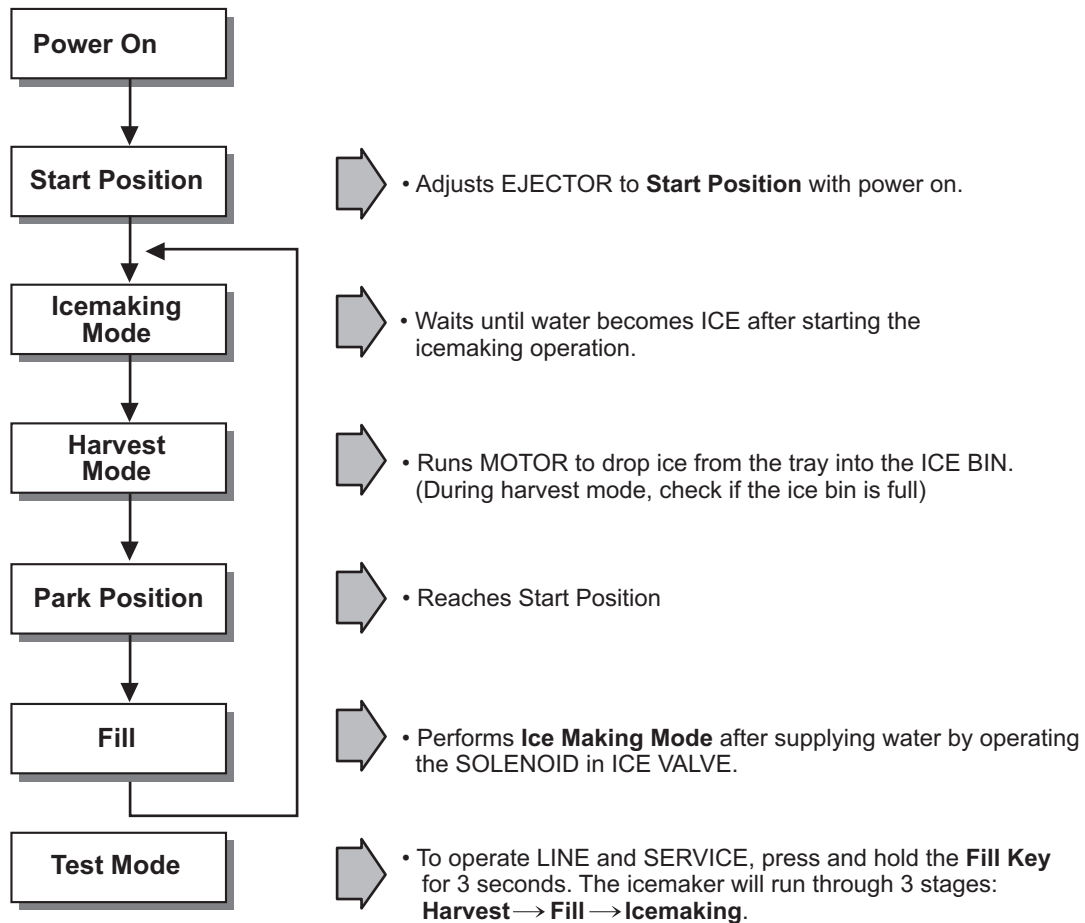 Power On
Start Position
• Adjusts EJECTOR to Start Position with power on.
Icemaking
Mode
• Waits until water becomes ICE after starting the
icemaking operation.
Harvest
Mode
• Runs MOTOR to drop ice from the tray into the ICE BIN.
(During harvest mode, check if the ice bin is full)
Park Position
• Reaches Start Position
Fill
• Performs Ice Making Mode after supplying water by operating
the SOLENOID in ICE VALVE.
Test Mode
• To operate LINE and SERVICE, press and hold the Fill Key
for 3 seconds. The icemaker will run through 3 stages:
Harvest → Fill → Icemaking.